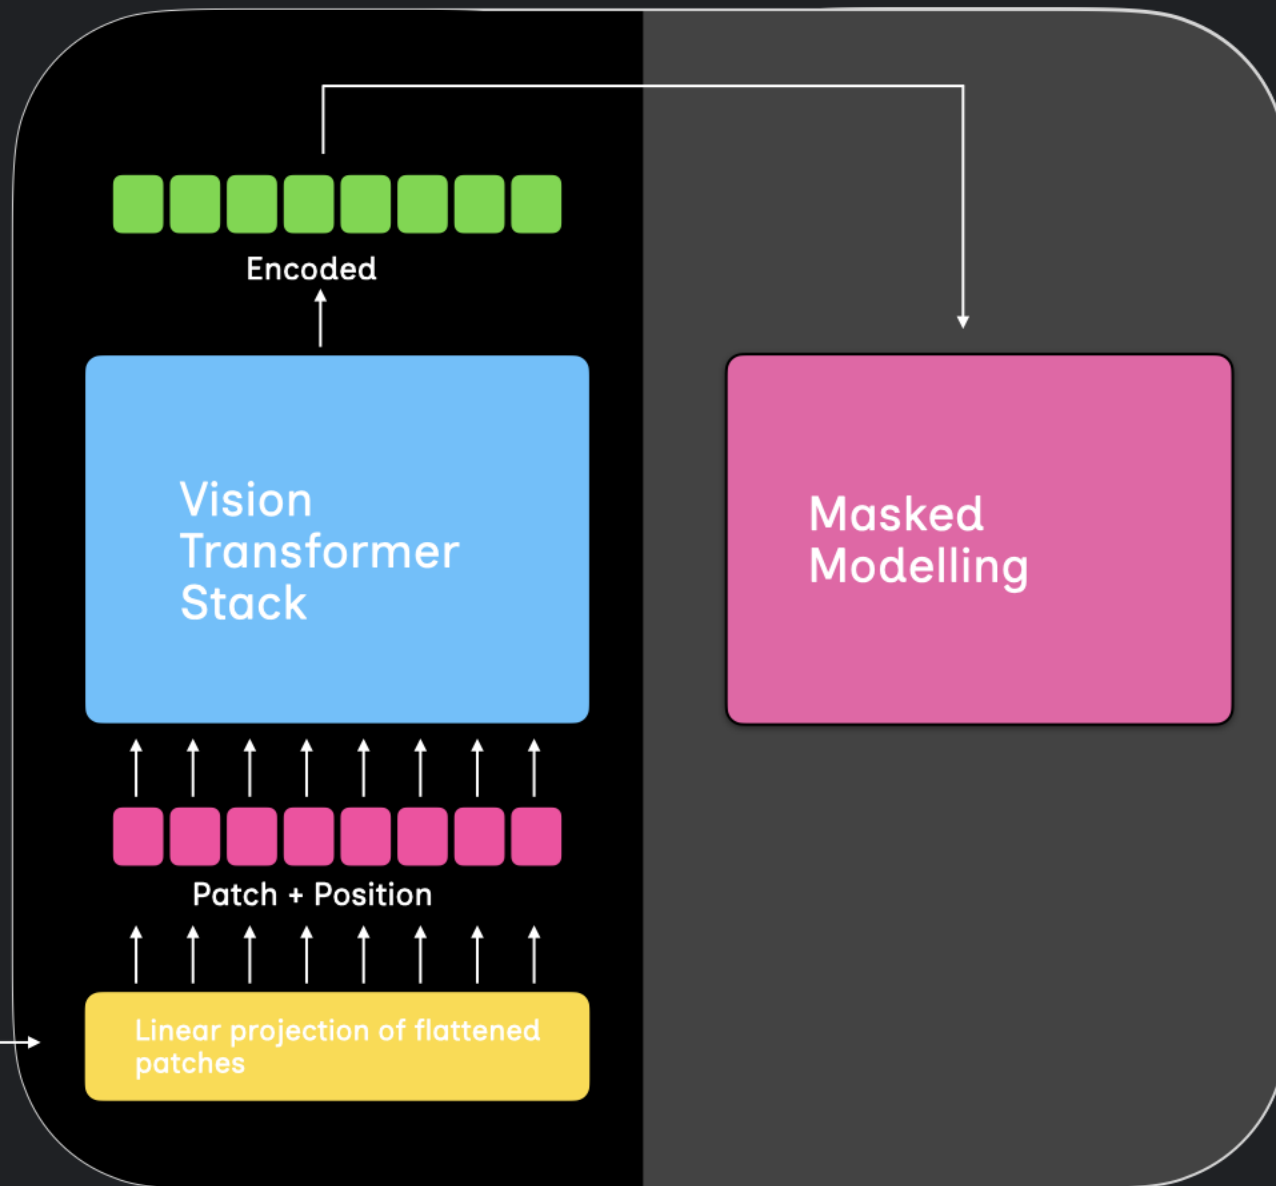 Encoded
Vision
Transformer
Stack
Masked
Modelling
Patch + Position
Linear projection of flattened
patches